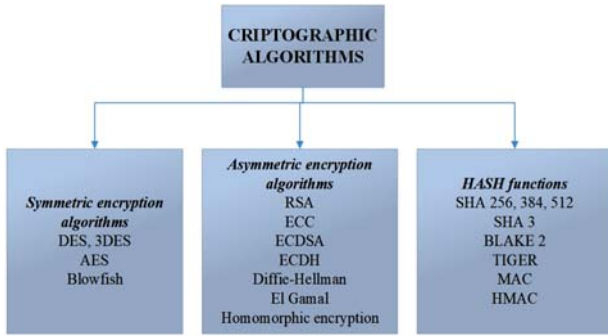 CRIPTOGRAPHIC
ALGORITHMS
Symmetric encryption
algorithms
DES, 3DES
AES
Blowfish
Asymmetric encryption
algorithms
RSA
ECC
ECDSA
ECDH
Diffie-Hellman
El Gamal
Homomorphic encryption
HASH functions
SHA 256, 384, 512
SHA 3
BLAKE 2
TIGER
MAC
HMAC